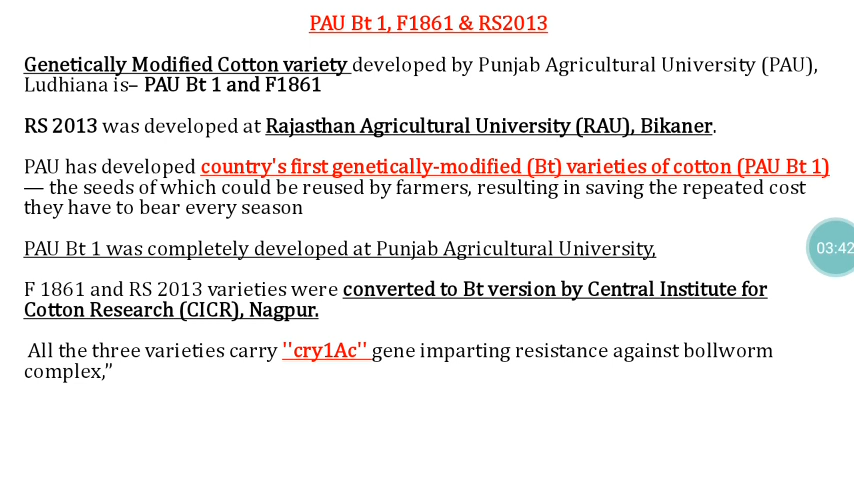 PAU Bt 1, F1861 & RS2013
Genetically Modified Cotton variety developed by Punjab Agricultural University (PAU),
Ludhiana is– PAU Bt 1 and F1861
RS 2013 was developed at Rajasthan Agricultural University (RAU), Bikaner.
PAU has developed country's first genetically-modified (Bt) varieties of cotton (PAU Bt 1)
— the seeds of which could be reused by farmers, resulting in saving the repeated cost
they have to bear every season
03:42
PAU Bt 1 was completely developed at Punjab Agricultural University,
F 1861 and RS 2013 varieties were converted to Bt version by Central Institute for
Cotton Research (CICR), Nagpur.
All the three varieties carry ''cry1Ac'' gene imparting resistance against bollworm
complex,”